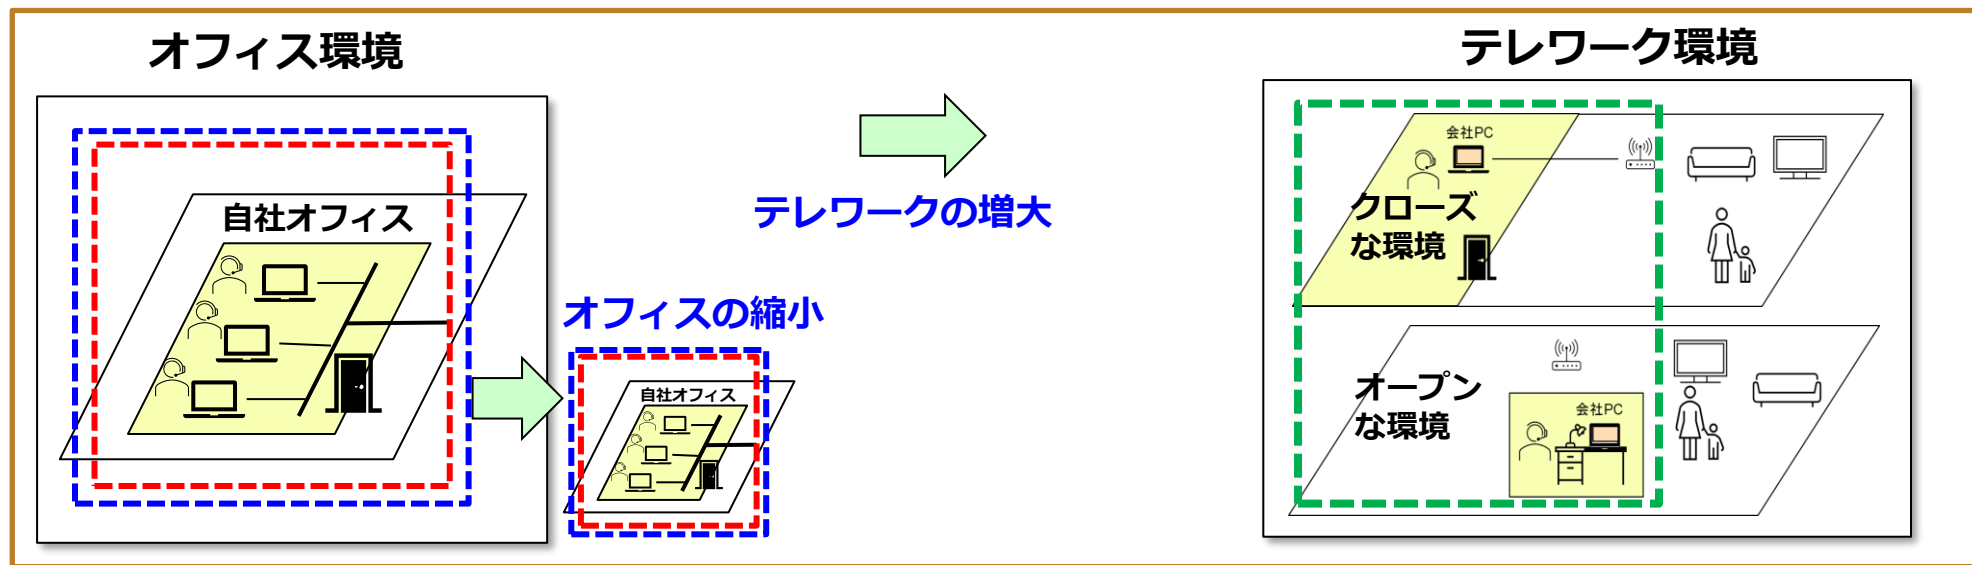 オフィス環境
自社オフィス
テレワークの増大
オフィスの縮小
自社オフィス
テレワーク環境
会社PC
クローズ
な環境
オープン
な環境
会社PC